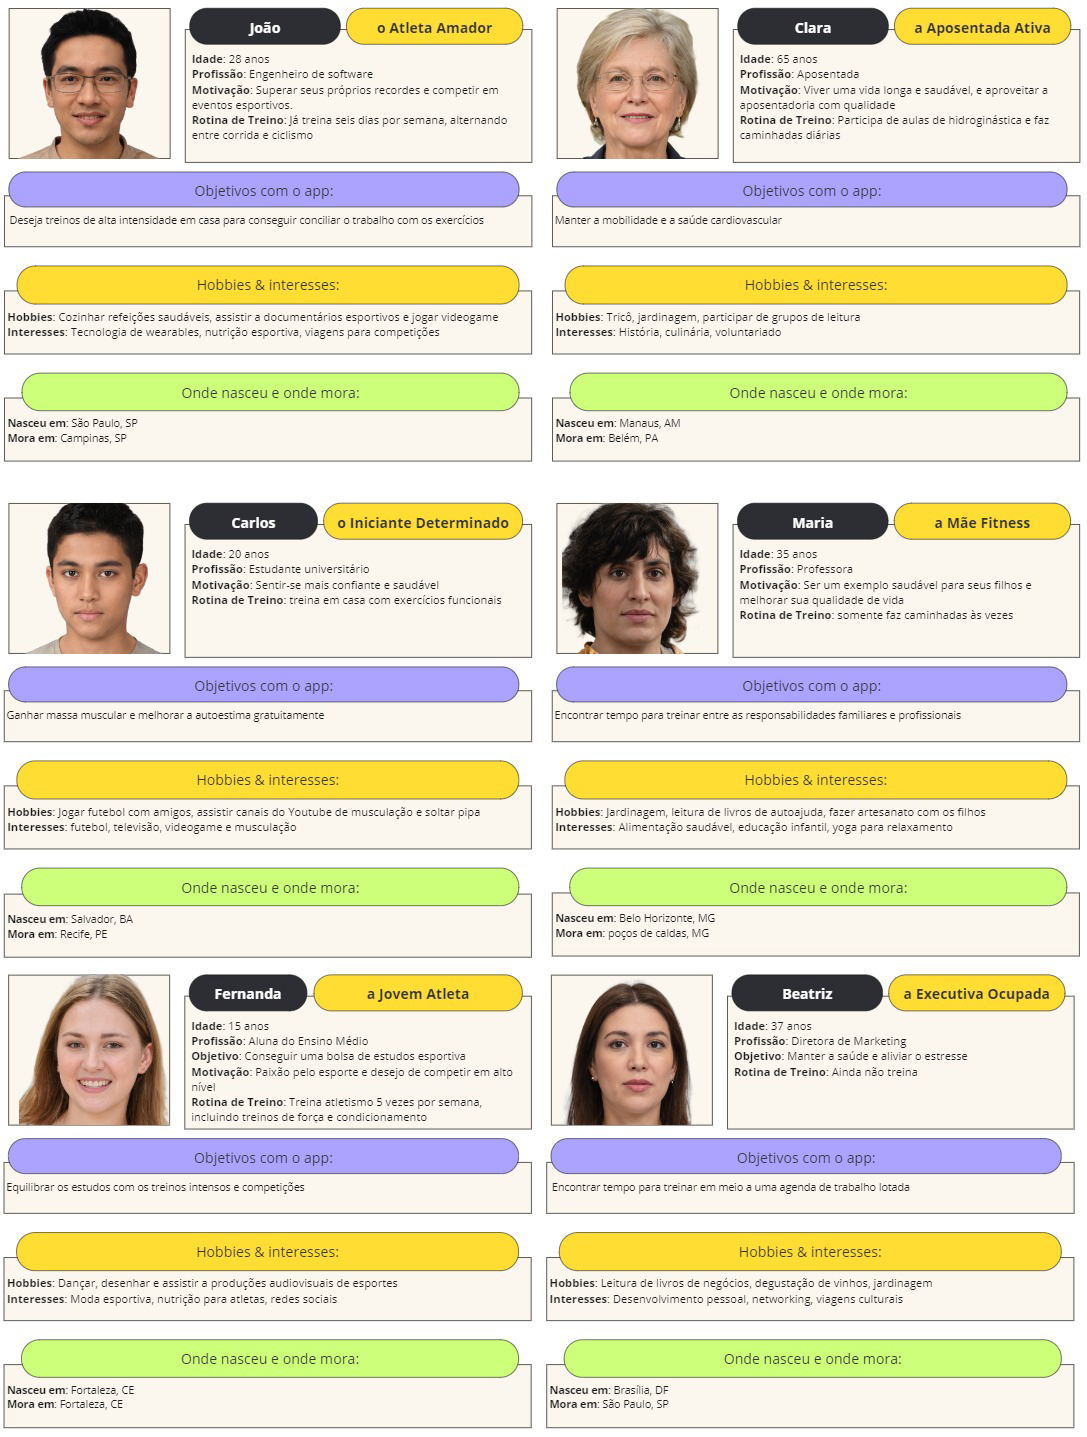 João
o Atleta Amador
Idade: 28 anos
Profissão: Engenheiro de software
Motivação: Superar seus próprios recordes e competir em
eventos esportivos.
Rotina de Treino: Já treina seis dias por semana, alternando
entre corrida e ciclismo
Objetivos com o app:
Deseja treinos de alta intensidade em casa para conseguir conciliar o trabalho com os exercícios
Hobbies & interesses:
Hobbies: Cozinhar refeições saudáveis, assistir a documentários esportivos e jogar videogame
Interesses: Tecnologia de wearables, nutrição esportiva, viagens para competições
Onde nasceu e onde mora:
Nasceu em: São Paulo, SP
Mora em: Campinas, SP
Clara
a Aposentada Ativa
Idade: 65 anos
Profissão: Aposentada
Motivação: Viver uma vida longa e saudável, e aproveitar a
aposentadoria com qualidade
Rotina de Treino: Participa de aulas de hidroginástica e faz
caminhadas diárias
Objetivos com o app:
Manter a mobilidade e a saúde cardiovascular
Hobbies & interesses:
Hobbies: Tricô, jardinagem, participar de grupos de leitura
Interesses: História, culinária, voluntariado
Onde nasceu e onde mora:
Nasceu em: Manaus, AM
Mora em: Belém, PA
Carlos
o Iniciante Determinado
Idade: 20 anos
Profissão: Estudante universitário
Motivação: Sentir-se mais confiante e saudável
Rotina de Treino: treina em casa com exercícios funcionais
Objetivos com o app:
Ganhar massa muscular e melhorar a autoestima gratuitamente
Hobbies & interesses:
Hobbies: Jogar futebol com amigos, assistir canais do Youtube de musculação e soltar pipa
Interesses: futebol, televisão, videogame e musculação
Onde nasceu e onde mora:
Nasceu em: Salvador, BA
Mora em: Recife, PE
Maria
a Mãe Fitness
Idade: 35 anos
Profissão: Professora
Motivação: Ser um exemplo saudável para seus filhos e
melhorar sua qualidade de vida
Rotina de Treino: somente faz caminhadas às vezes
Objetivos com o app:
Encontrar tempo para treinar entre as responsabilidades familiares e profissionais
Hobbies & interesses:
Hobbies: Jardinagem, leitura de livros de autoajuda, fazer artesanato com os filhos
Interesses: Alimentação saudável, educação infantil, yoga para relaxamento
Onde nasceu e onde mora:
Nasceu em: Belo Horizonte, MG
Mora em: poços de caldas, MG
Fernanda
a Jovem Atleta
Idade: 15 anos
Profissão: Aluna do Ensino Médio
Objetivo: Conseguir uma bolsa de estudos esportiva
Motivação: Paixão pelo esporte e desejo de competir em alto
nível
Rotina de Treino: Treina atletismo 5 vezes por semana,
incluindo treinos de força e condicionamento
Objetivos com o app:
Equilibrar os estudos com os treinos intensos e competições
Hobbies & interesses:
Hobbies: Dançar, desenhar e assistir a produções audiovisuais de esportes
Interesses: Moda esportiva, nutrição para atletas, redes sociais
Onde nasceu e onde mora:
Nasceu em: Fortaleza, CE
Mora em: Fortaleza, CE
Beatriz
a Executiva Ocupada
Idade: 37 anos
Profissão: Diretora de Marketing
Objetivo: Manter a saúde e aliviar o estresse
Rotina de Treino: Ainda não treina
Objetivos com o app:
Encontrar tempo para treinar em meio a uma agenda de trabalho lotada
Hobbies & interesses:
Hobbies: Leitura de livros de negócios, degustação de vinhos, jardinagem
Interesses: Desenvolvimento pessoal, networking, viagens culturais
Onde nasceu e onde mora:
Nasceu em: Brasília, DF
Mora em: São Paulo, SP